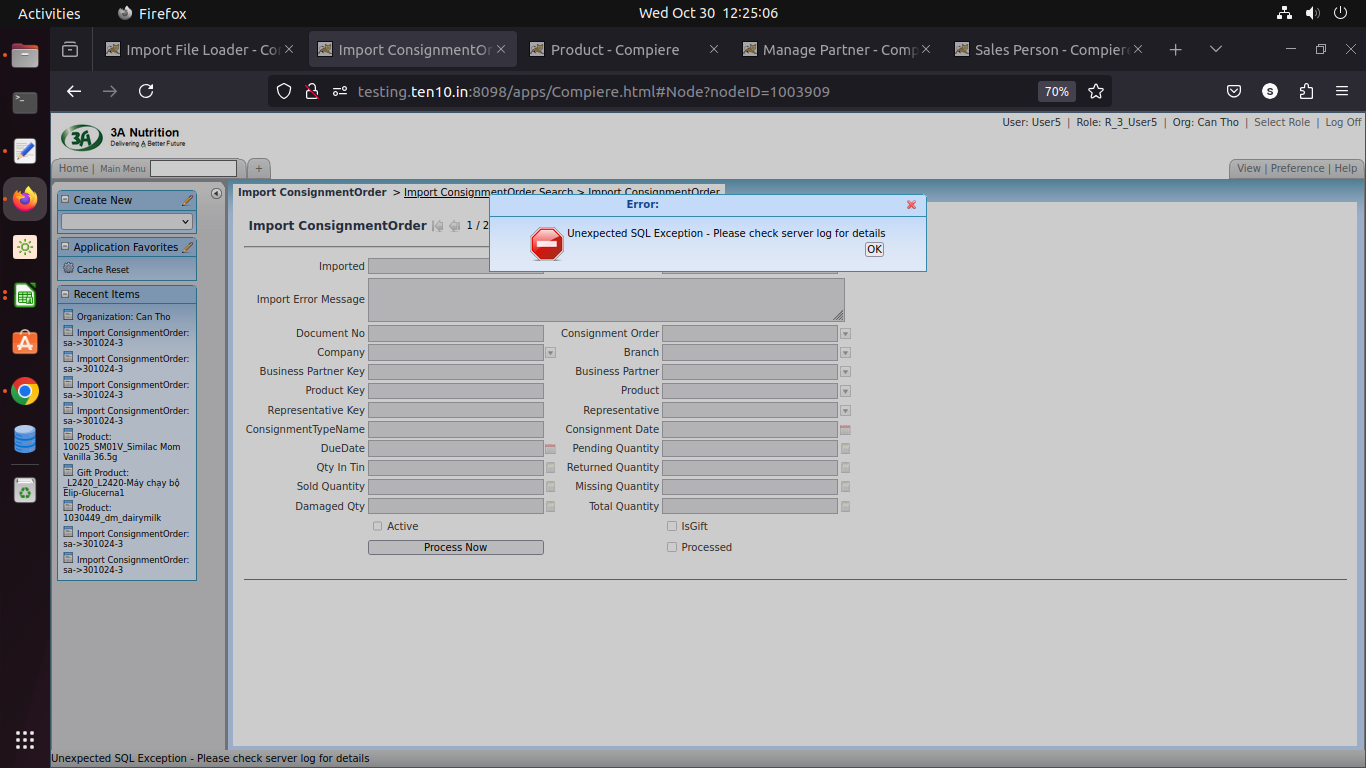 Activities
Firefox
Wed Oct 30 12:25:06
Import File Loader - Co
Import ConsignmentOr
Product - Compiere
Manage Partner - Comp
Sales Person - Compiere
testing.ten10.in:8098/apps/Compiere.html#Node?nodeID=1003909
70%
S
3A
3A Nutrition
Delivering A Better Future
User: User5 | Role: R_3_User5 | Org: Can Tho | Select Role | Log Off
Home | Main Menu
+
View | Preference | Help
Create New
Application Favorites
Cache Reset
Recent Items
Organization: Can Tho
Import ConsignmentOrder:
sa->301024-3
Import ConsignmentOrder:
sa->301024-3
Import ConsignmentOrder:
sa->301024-3
Import ConsignmentOrder:
sa->301024-3
Product:
10025_SM01V_Similac Mom
Vanilla 36.5g
Gift Product:
_L2420_L2420-Máy chạy bộ
Elip-Glucerna1
Product:
1030449_dm_dairymilk
Import ConsignmentOrder:
sa->301024-3
Import ConsignmentOrder:
sa->301024-3
Import ConsignmentOrder > Import ConsignmentOrder Search > Import ConsignmentOrder
Import ConsignmentOrder 1 / 2
Error:
Unexpected SQL Exception - Please check server log for details
OK
Imported
Import Error Message
Document No
Consignment Order
Company
Branch
Business Partner Key
Business Partner
Product Key
Product
Representative Key
Representative
ConsignmentTypeName
Consignment Date
DueDate
Pending Quantity
Qty In Tin
Returned Quantity
Sold Quantity
Missing Quantity
Damaged Qty
Total Quantity
Active
IsGift
Process Now
Processed
Unexpected SQL Exception - Please check server log for details